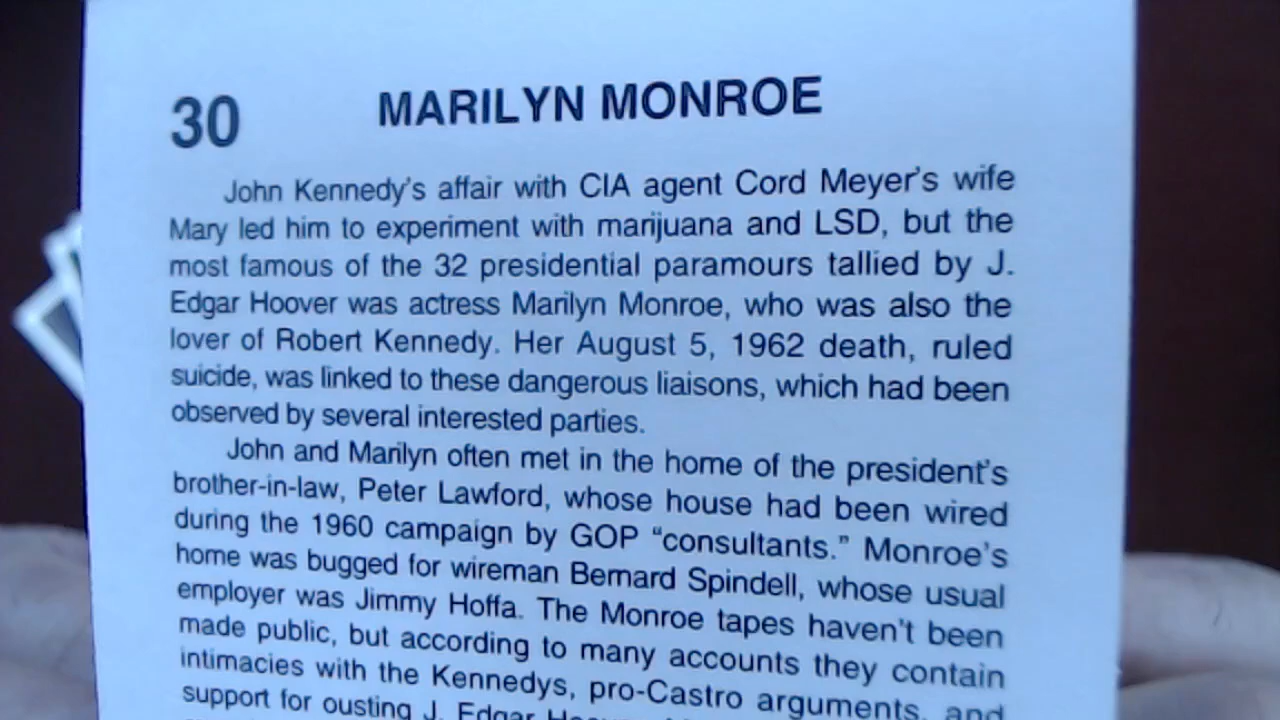 30
MARILYN MONROE
John Kennedy's affair with CIA agent Cord Meyer's wife
Mary led him to experiment with marijuana and LSD, but the
most famous of the 32 presidential paramours tallied by J.
Edgar Hoover was actress Marilyn Monroe, who was also the
lover of Robert Kennedy. Her August 5, 1962 death, ruled
suicide, was linked to these dangerous liaisons, which had been
observed by several interested parties.
John and Marilyn often met in the home of the president's
brother-in-law, Peter Lawford, whose house had been wired
during the 1960 campaign by GOP "consultants." Monroe's
home was bugged for wireman Bernard Spindell, whose usual
employer was Jimmy Hoffa. The Monroe tapes haven't been
made public, but according to many accounts they contain
intimacies with the Kennedys, pro-Castro arguments, and
support for ousting J. Edgar